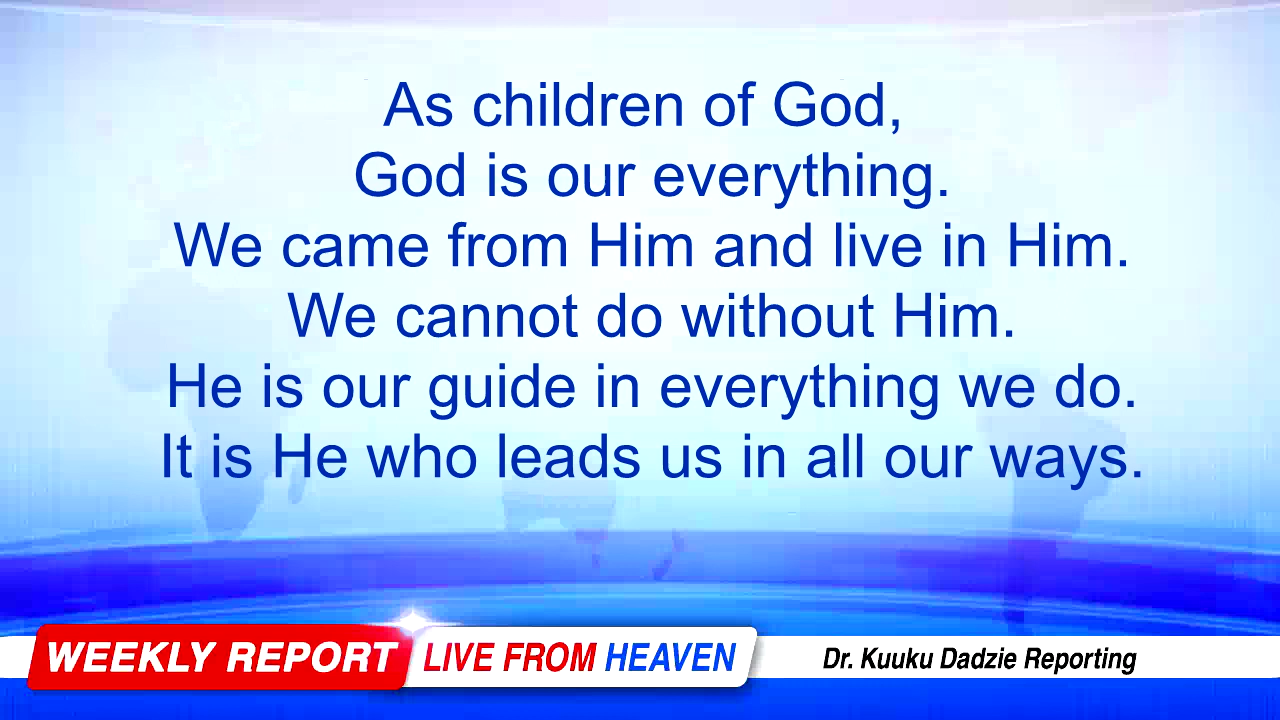 As children of God,
God is our everything.
We came from Him and live in Him.
We cannot do without Him.
He is our guide in everything we do.
It is He who leads us in all our ways.
WEEKLY REPORT LIVE FROM HEAVEN Dr. Kuuku Dadzie Reporting